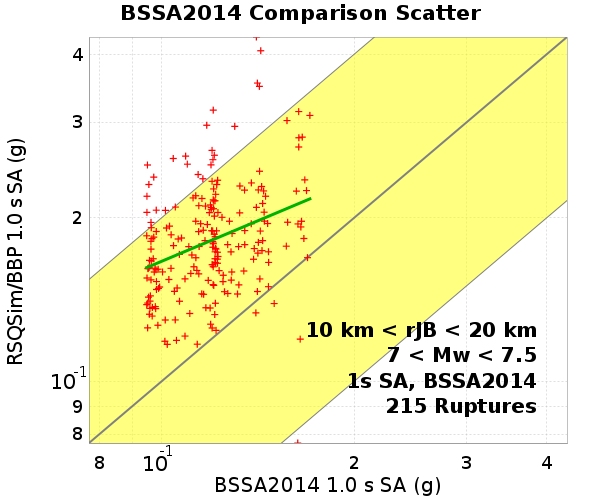 BSSA2014 Comparison Scatter
RSQSim/BBP 1.0 s SA (g)
4
3
2
10-1
9
8
10 km < rJB < 20 km
7 < Mw < 7.5
1s SA, BSSA2014
215 Ruptures
8 10-1 2 3 4
BSSA2014 1.0 s SA (g)